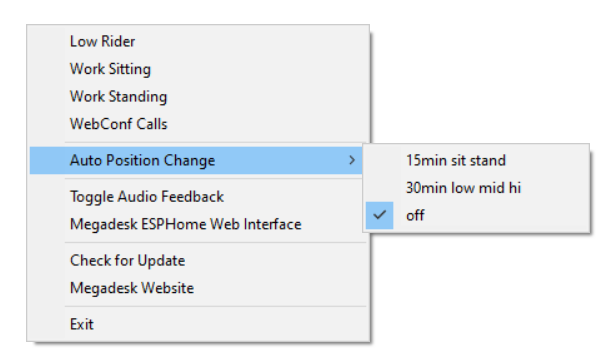 Low Rider
Work Sitting
Work Standing
WebConf Calls
Auto Position Change
15min sit stand
30min low mid hi
off
Toggle Audio Feedback
Megadesk ESPHome Web Interface
Check for Update
Megadesk Website
Exit